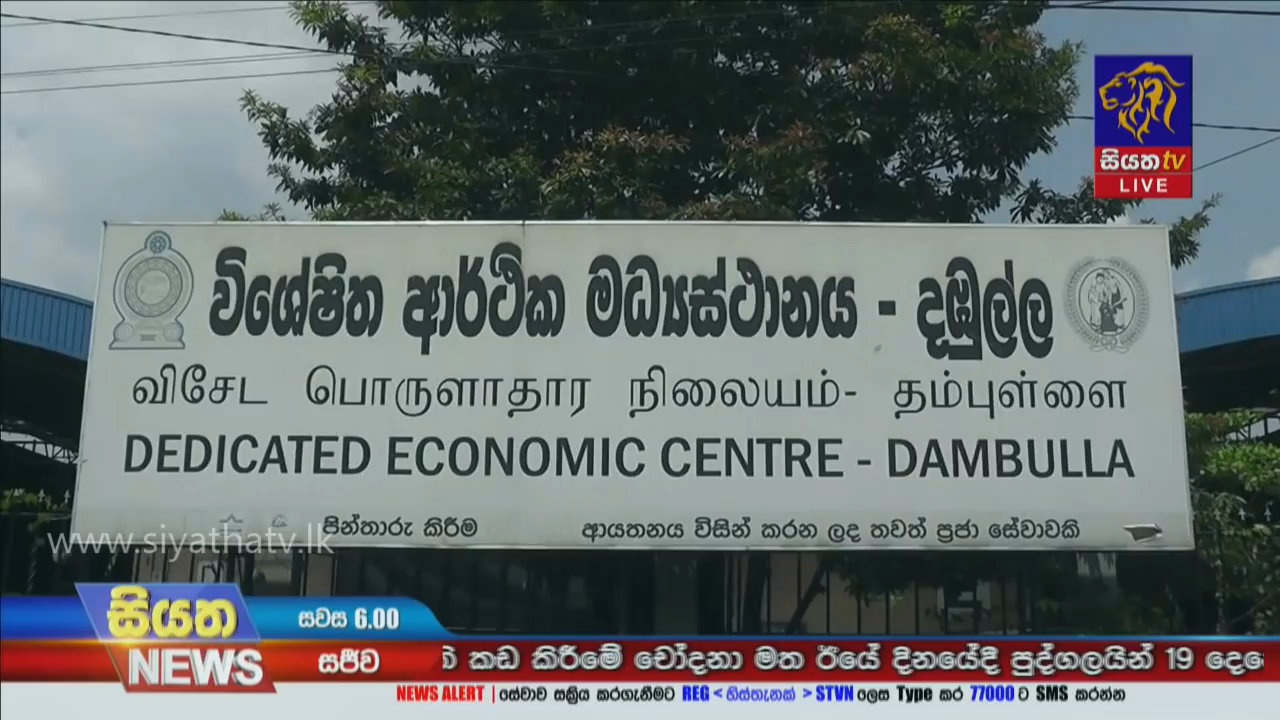 සියත tv
LIVE
විශේෂිත ආර්ථික මධ්‍යස්ථානය - දඹුල්ල
விசேட பொருளாதார நிலையம்- தம்புள்ளை
DEDICATED ECONOMIC CENTRE - DAMBULLA
පින්තාරු කිරීම ආයතනය විසින් කරන ලද තවත් ප්‍රජා සේවාවකි
www.siyathatv.lk
සියත
NEWS
සවස 6.00
සජීව
කඩ කිරීමේ චෝදනා මත ඊයේ දිනයේදී පුද්ගලයින් 19
NEWS ALERT | සේවාව සක්‍රිය කරගැනීමට REG < හිස්තැනක් > STVN ලෙස Type කර 77000 ට SMS කරන්න